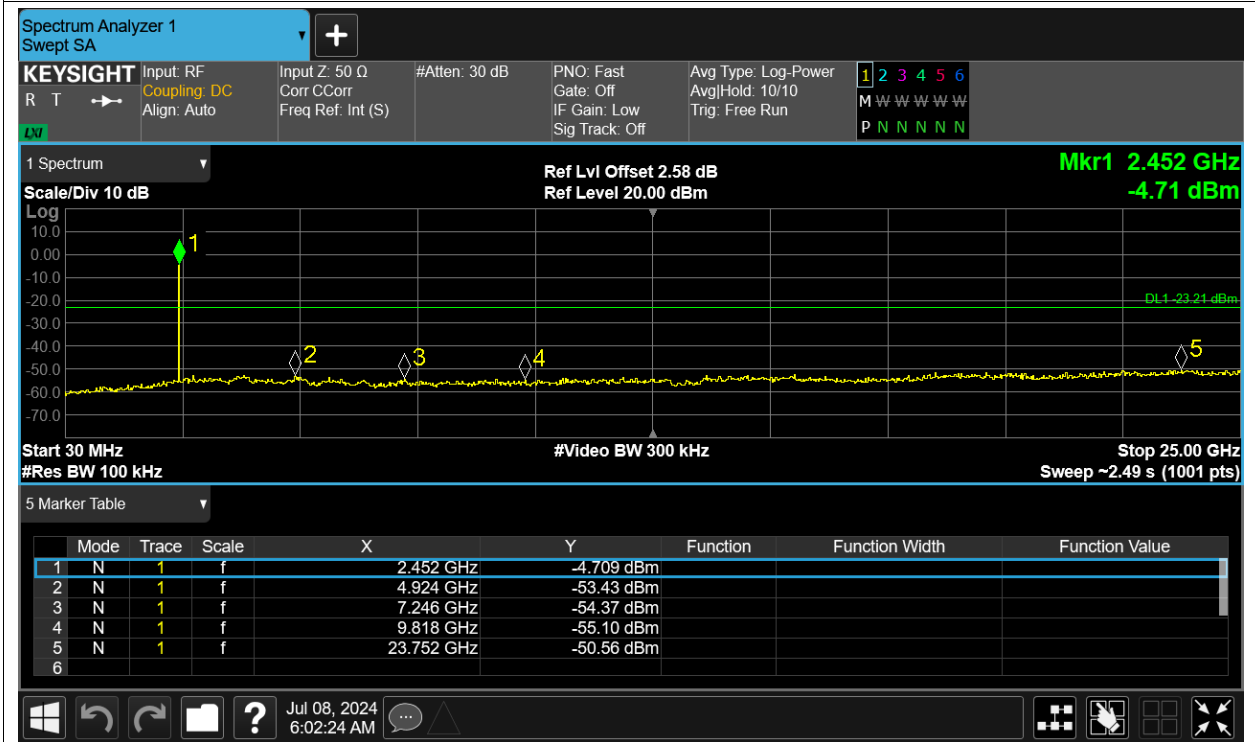 Spectrum Analyzer 1
Swept SA
KEYSIGHT
R T
LXI
Input: RF
Coupling: DC
Align: Auto
Input Z: 50 Ω
Corr CCorr
Freq Ref: Int (S)
#Atten: 30 dB
PNO: Fast
Gate: Off
IF Gain: Low
Sig Track: Off
Avg Type: Log-Power
Avg|Hold: 10/10
Trig: Free Run
1 2 3 4 5 6
M W W W W W
P N N N N N
1 Spectrum
Scale/Div 10 dB
Ref Lvl Offset 2.58 dB
Ref Level 20.00 dBm
Mkr1 2.452 GHz
-4.71 dBm
Log
10.0
0.00
-10.0
-20.0
-30.0
-40.0
-50.0
-60.0
-70.0
1
2
3
4
5
DL1 -23.21 dBm
Start 30 MHz
#Video BW 300 kHz
Stop 25.00 GHz
#Res BW 100 kHz
Sweep ~2.49 s (1001 pts)
5 Marker Table
Mode Trace Scale X Y Function Function Width Function Value
1 N 1 f 2.452 GHz -4.709 dBm
2 N 1 f 4.924 GHz -53.43 dBm
3 N 1 f 7.246 GHz -54.37 dBm
4 N 1 f 9.818 GHz -55.10 dBm
5 N 1 f 23.752 GHz -50.56 dBm
6
?
Jul 08, 2024
6:02:24 AM